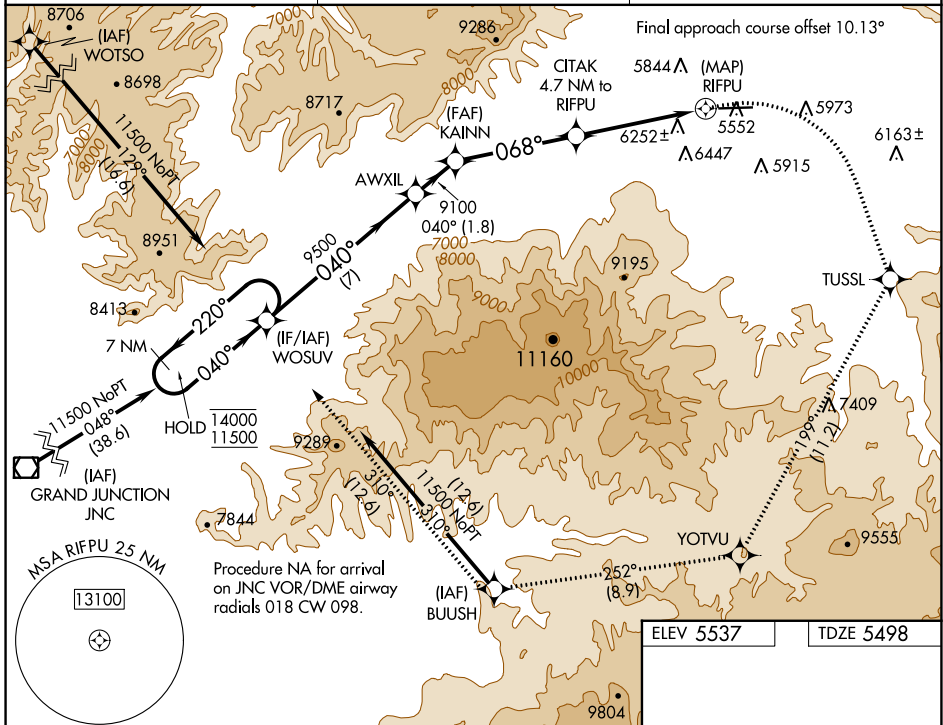 8706
(IAF)
WOTSO
7000
8698
7000
8000
11500 NoPT
129°
(16.6)
8951
8413
9286
8000
7000
8717
Final approach course offset 10.13°
CITAK
4.7 NM to
RIFPU
5844
(MAP)
RIFPU
5973
5552
6252±
6447
5915
6163±
(FAF)
KAINN
068°
AWXIL
9100
040° (1.8)
7000
8000
9500
040°
(7)
220°
040°
7 NM
(IF/IAF)
WOSUV
HOLD 14000
11500
11500 NoPT
048°
(38.6)
(IAF)
GRAND JUNCTION
JNC
9195
9000
11160
10000
TUSSL
7409
199°
(11.2)
9289
310°
(12.6)
(12.6)
11500 NoPT
310°
7844
YOTVU
9555
252°
(8.9)
(IAF)
BUUSH
Procedure NA for arrival
on JNC VOR/DME airway
radials 018 CW 098.
MSA RIFPU 25 NM
13100
ELEV 5537
TDZE 5498
9804